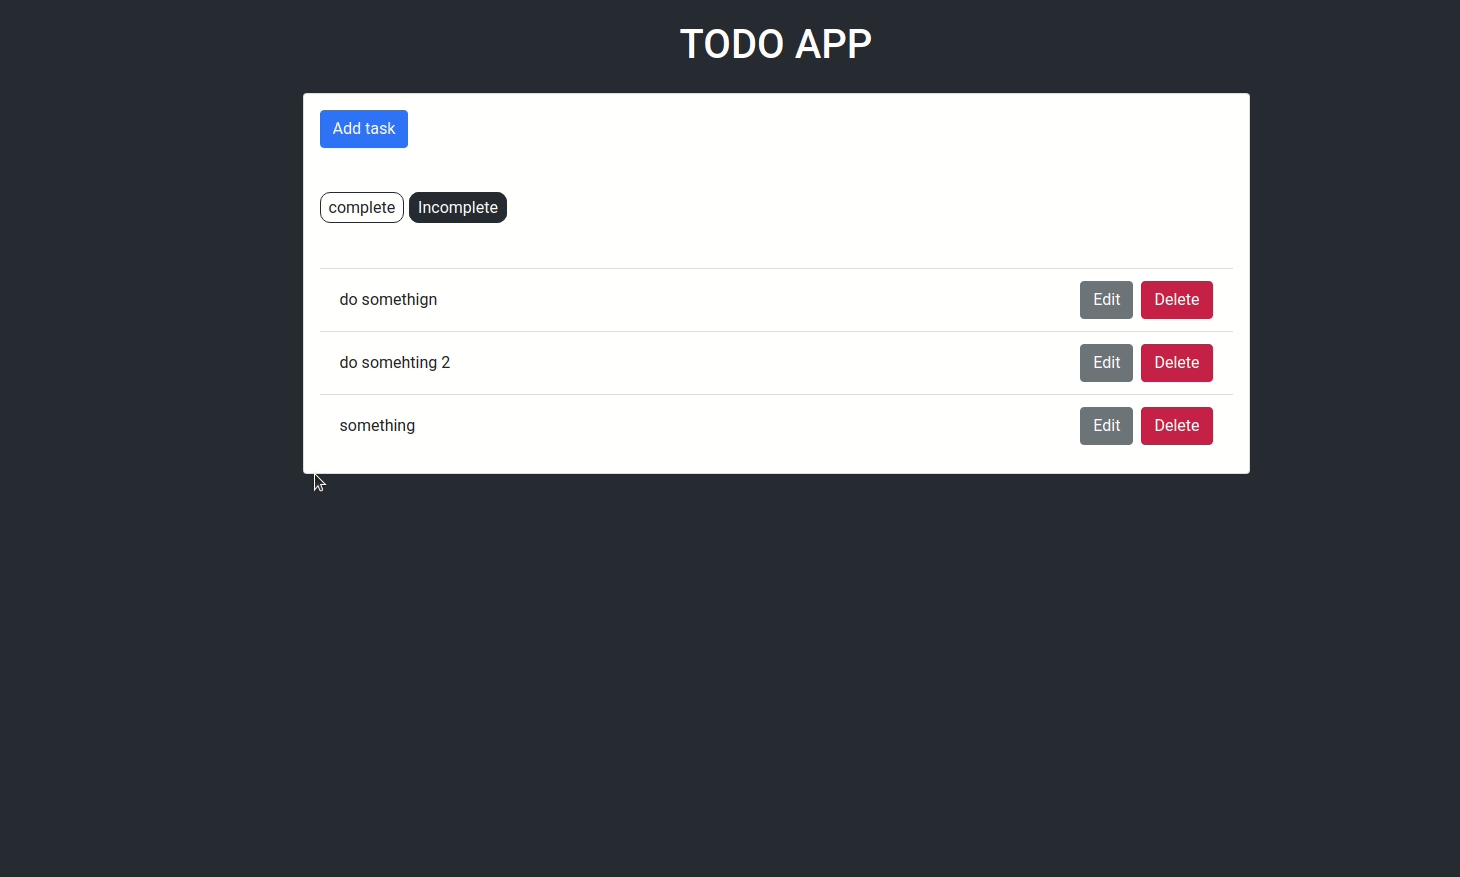 TODO APP
Add task
complete Incomplete
do somethign Edit Delete
do somehting 2 Edit Delete
something Edit Delete